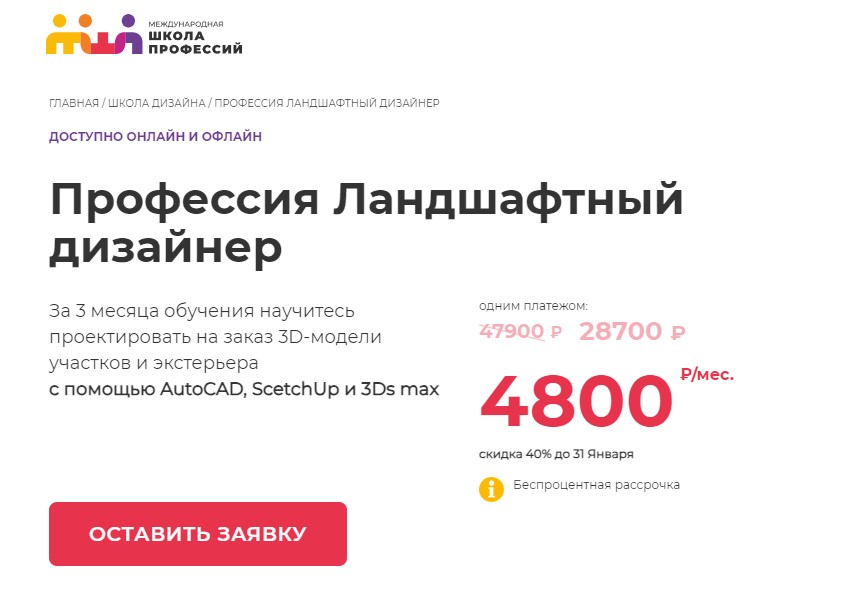 МЕЖДУНАРОДНАЯ
ШКОЛА
ПРОФЕССИЙ
ГЛАВНАЯ / ШКОЛА ДИЗАЙНА / ПРОФЕССИЯ ЛАНДШАФТНЫЙ ДИЗАЙНЕР
ДОСТУПНО ОНЛАЙН И ОФЛАЙН
Профессия Ландшафтный
дизайнер
За 3 месяца обучения научитесь
проектировать на заказ 3D-модели
участков и экстерьера
с помощью AutoCAD, ScetchUp и 3Ds max
одним платежом:
47900 ₽ 28700 ₽
4800 ₽/мес.
скидка 40% до 31 Января
Беспроцентная рассрочка
ОСТАВИТЬ ЗАЯВКУ